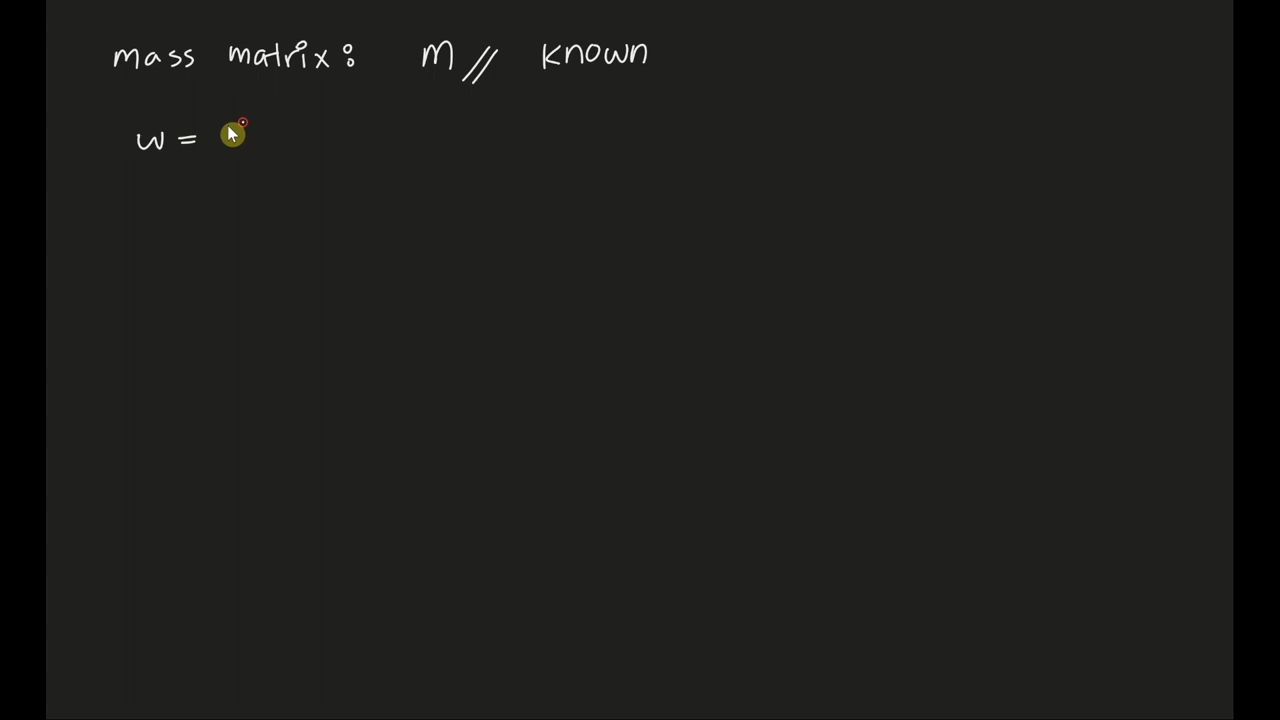 mass matrix: m // known
w =